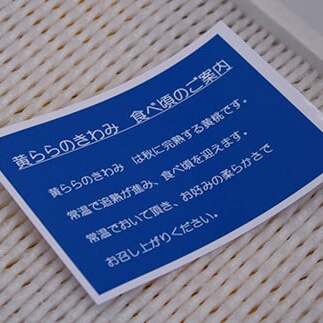 黄ららのきわみ　食べ頃のご案内
黄ららのきわみ　は秋に完熟する黄桃です。
常温で追熟が進み、食べ頃を迎えます。
常温でおいて頂き、お好みの柔らかさで
お召し上がりください。